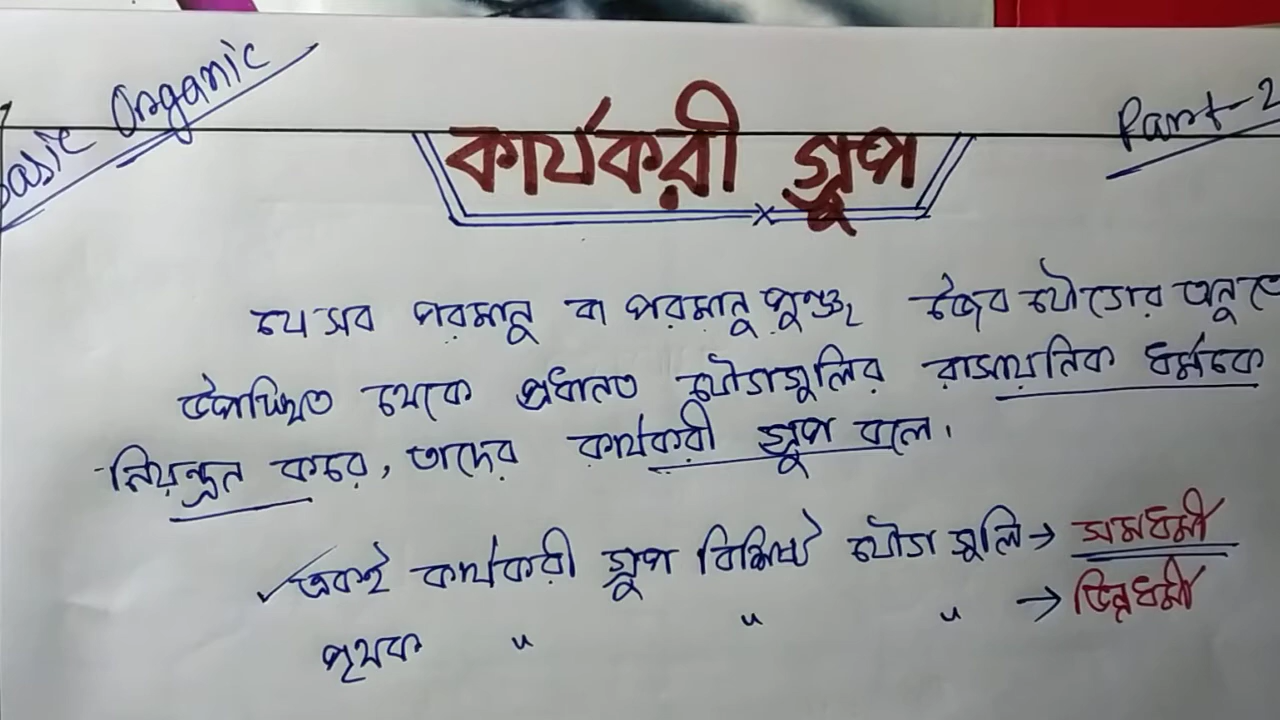 Basic Organic
Part-2
কার্যকরী গ্রুপ
যেসব পরমানু বা পরমানু পুঞ্জ জৈব যৌগের অনুতে
উপস্থিত থেকে প্রধানত যৌগগুলির রাসায়নিক ধর্মকে
নিয়ন্ত্রন করে, তাদের কার্যকরী গ্রুপ বলে।
একই কার্যকরী গ্রুপ বিশিষ্ট যৌগ গুলি → সমধর্মী
পৃথক " " " → ভিন্নধর্মী